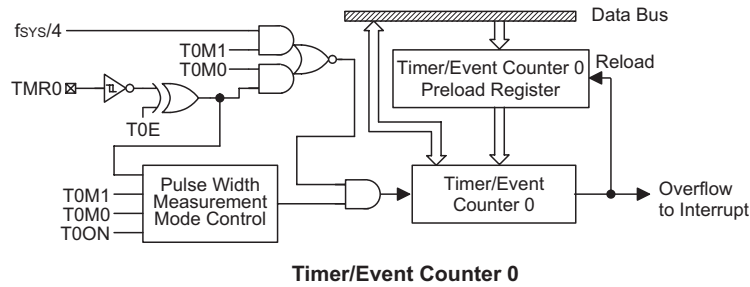 fSYS/4
T0M1
T0M0
TMR0
T0E
T0M1
T0M0
T0ON
Pulse Width
Measurement
Mode Control
Data Bus
Timer/Event Counter 0
Preload Register
Reload
Timer/Event
Counter 0
Overflow
to Interrupt
Timer/Event Counter 0